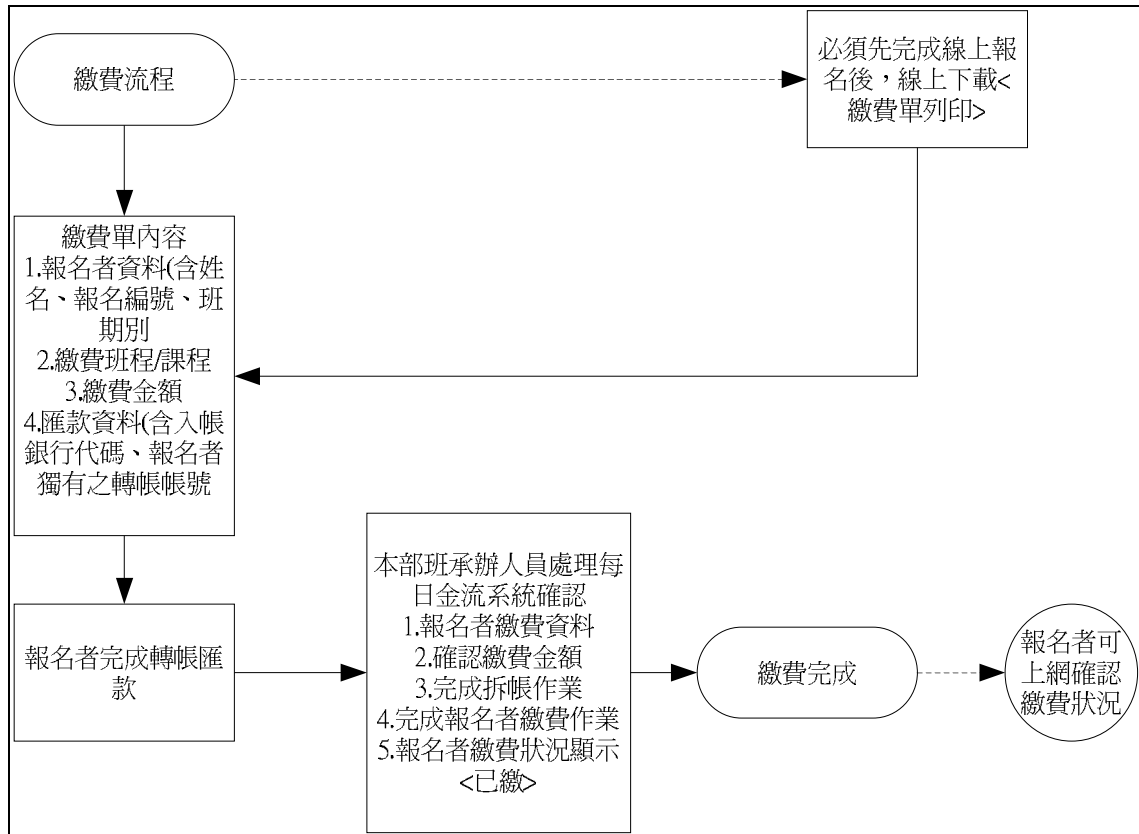 繳費流程
必須先完成線上報
名後，線上下載<
繳費單列印>
繳費單內容
1.報名者資料(含姓
名、報名編號、班
期別
2.繳費班程/課程
3.繳費金額
4.匯款資料(含入帳
銀行代碼、報名者
獨有之轉帳帳號
報名者完成轉帳匯
款
本部班承辦人員處理每
日金流系統確認
1.報名者繳費資料
2.確認繳費金額
3.完成拆帳作業
4.完成報名者繳費作業
5.報名者繳費狀況顯示
<已繳>
繳費完成
報名者可
上網確認
繳費狀況